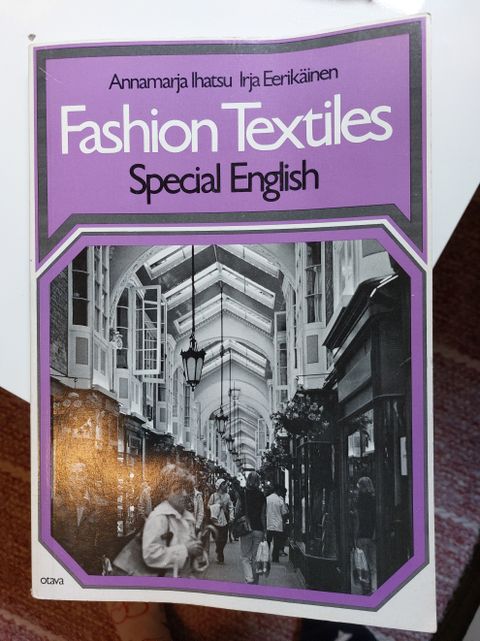 Annamarja Ihatsu Irja Eerikäinen
Fashion Textiles
Special English
otava